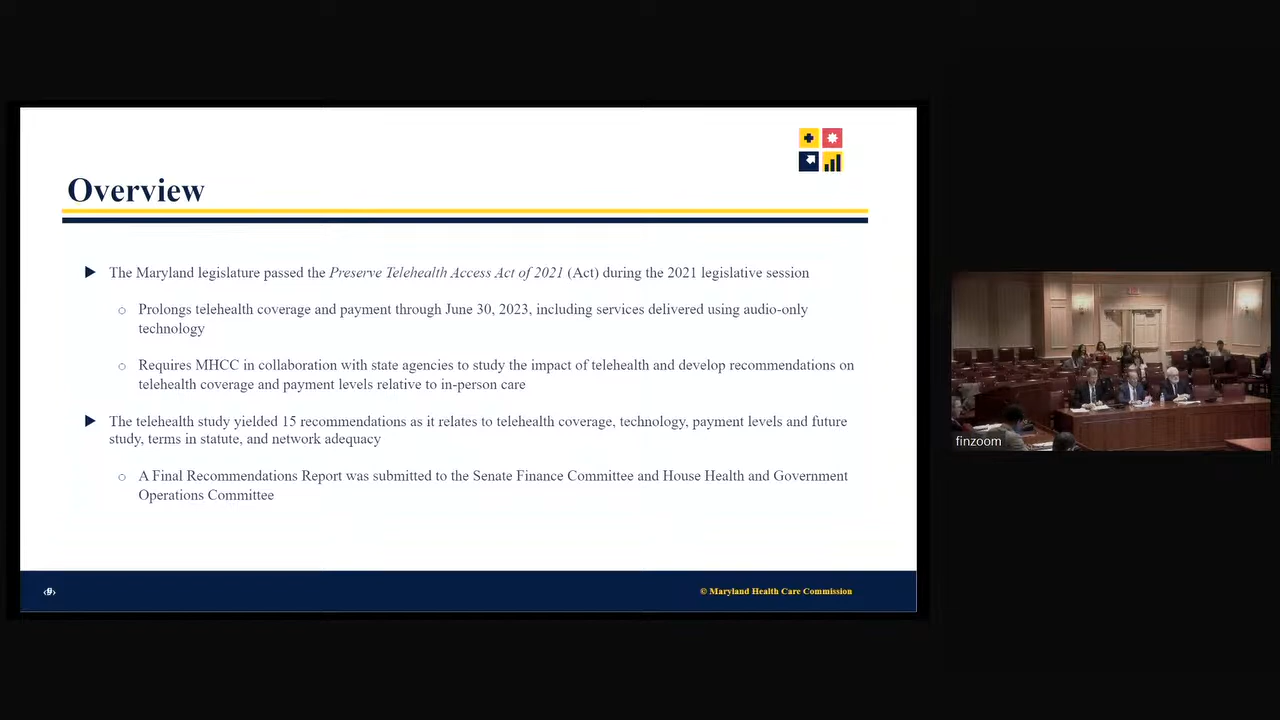 Overview
The Maryland legislature passed the Preserve Telehealth Access Act of 2021 (Act) during the 2021 legislative session
Prolongs telehealth coverage and payment through June 30, 2023, including services delivered using audio-only
technology
Requires MHCC in collaboration with state agencies to study the impact of telehealth and develop recommendations on
telehealth coverage and payment levels relative to in-person care
The telehealth study yielded 15 recommendations as it relates to telehealth coverage, technology, payment levels and future
study, terms in statute, and network adequacy
A Final Recommendations Report was submitted to the Senate Finance Committee and House Health and Government
Operations Committee
© Maryland Health Care Commission
finzoom